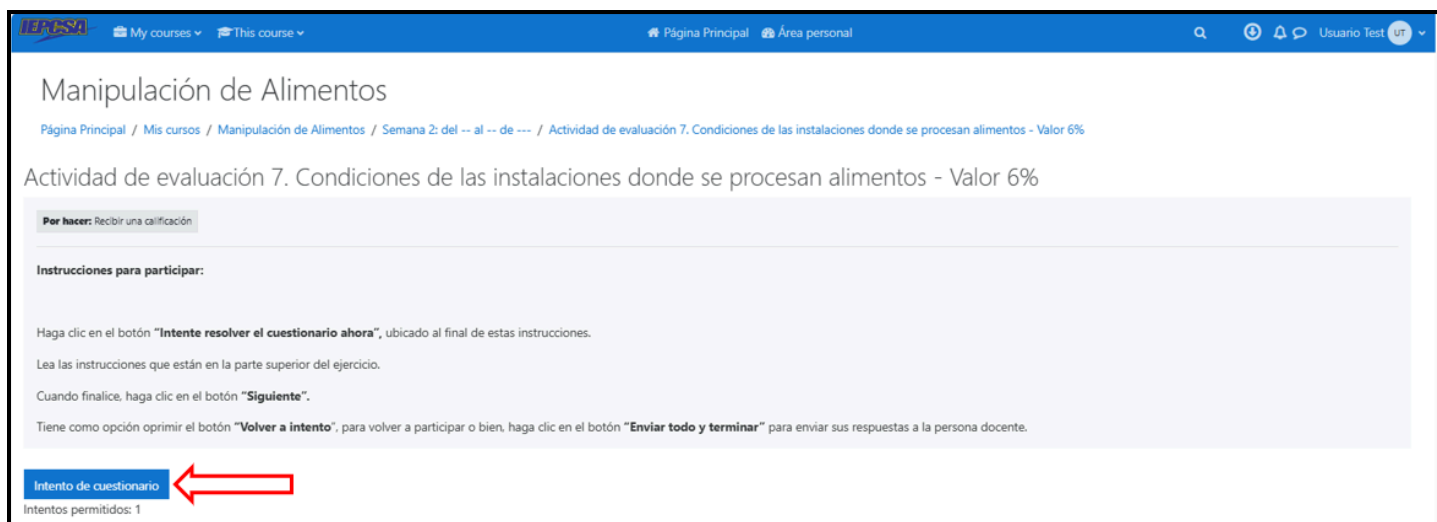 IEPCSA My courses This course Página Principal Área personal Usuario Test UT
Manipulación de Alimentos
Página Principal / Mis cursos / Manipulación de Alimentos / Semana 2: del -- al -- de --- / Actividad de evaluación 7. Condiciones de las instalaciones donde se procesan alimentos - Valor 6%
Actividad de evaluación 7. Condiciones de las instalaciones donde se procesan alimentos - Valor 6%
Por hacer: Recibir una calificación
Instrucciones para participar:
Haga clic en el botón "Intente resolver el cuestionario ahora", ubicado al final de estas instrucciones.
Lea las instrucciones que están en la parte superior del ejercicio.
Cuando finalice, haga clic en el botón "Siguiente".
Tiene como opción oprimir el botón "Volver a intento", para volver a participar o bien, haga clic en el botón "Enviar todo y terminar" para enviar sus respuestas a la persona docente.
Intento de cuestionario
Intentos permitidos: 1